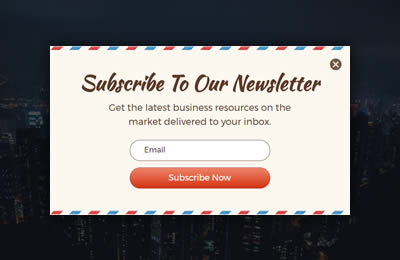 Subscribe To Our Newsletter
Get the latest business resources on the
market delivered to your inbox.
Email
Subscribe Now